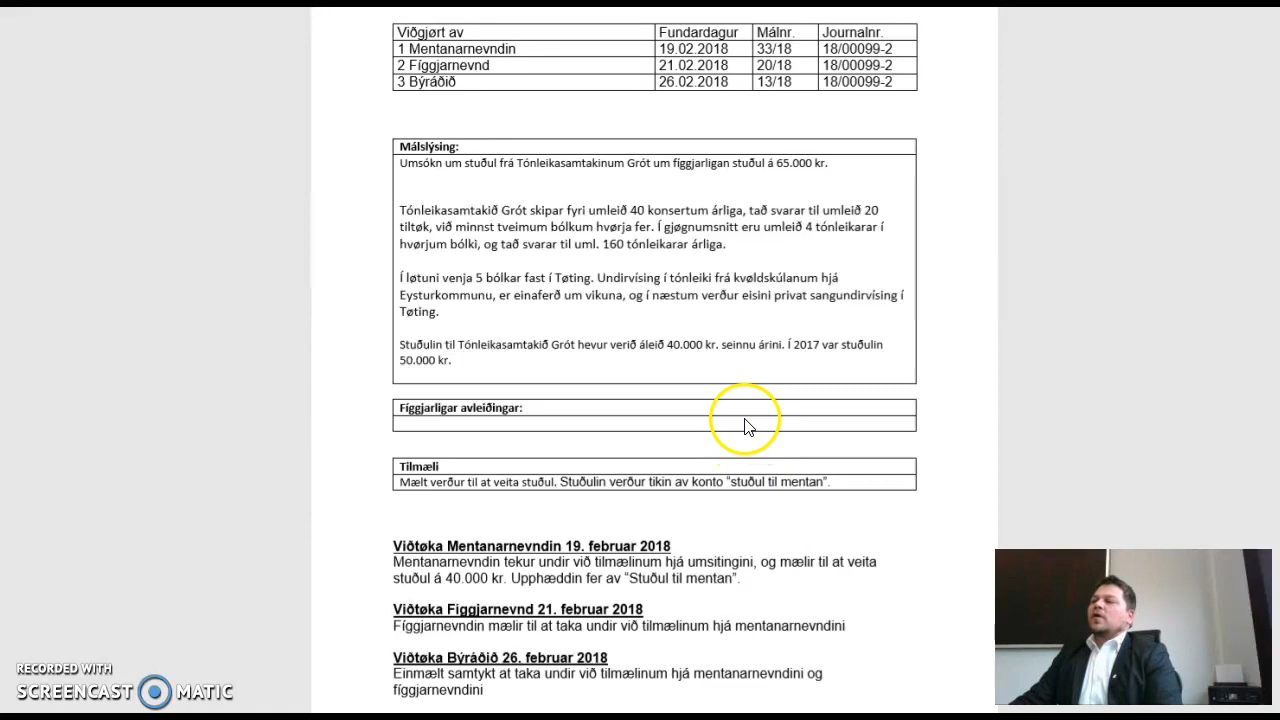 Viðgjørt av Fundardagur Málnr. Journalnr.
1 Mentanarnevndin 19.02.2018 33/18 18/00099-2
2 Fíggjarnevnd 21.02.2018 20/18 18/00099-2
3 Býráðið 26.02.2018 13/18 18/00099-2
Málslýsing:
Umsókn um stuðul frá Tónleikasamtakinum Grót um fíggjarligan stuðul á 65.000 kr.
Tónleikasamtakið Grót skipar fyri umleið 40 konsertum árliga, tað svarar til umleið 20
tiltøk, við minnst tveimum bólkum hvørja fer. Í gjøgnumsnitt eru umleið 4 tónleikarar í
hvørjum bólki, og tað svarar til uml. 160 tónleikarar árliga.
Í løtuni venja 5 bólkar fast í Tøting. Undirvísing í tónleiki frá kvøldskúlanum hjá
Eysturkommunu, er einaferð um vikuna, og í næstum verður eisini privat sangundirvísing í
Tøting.
Stuðulin til Tónleikasamtakið Grót hevur verið áleið 40.000 kr. seinnu árini. Í 2017 var stuðulin
50.000 kr.
Fíggjarligar avleiðingar:
Tilmæli
Mælt verður til at veita stuðul. Stuðulin verður tikin av konto "stuðul til mentan".
Viðtøka Mentanarnevndin 19. februar 2018
Mentanarnevndin tekur undir við tilmælinum hjá umsitingini, og mælir til at veita
stuðul á 40.000 kr. Upphæddin fer av "Stuðul til mentan".
Viðtøka Fíggjarnevnd 21. februar 2018
Fíggjarnevndin mælir til at taka undir við tilmælinum hjá mentanarnevndini
Viðtøka Býráðið 26. februar 2018
Einmælt samtykt at taka undir við tilmælinum hjá mentanarnevndini og
fíggjarnevndini
RECORDED WITH
SCREENCAST MATIC